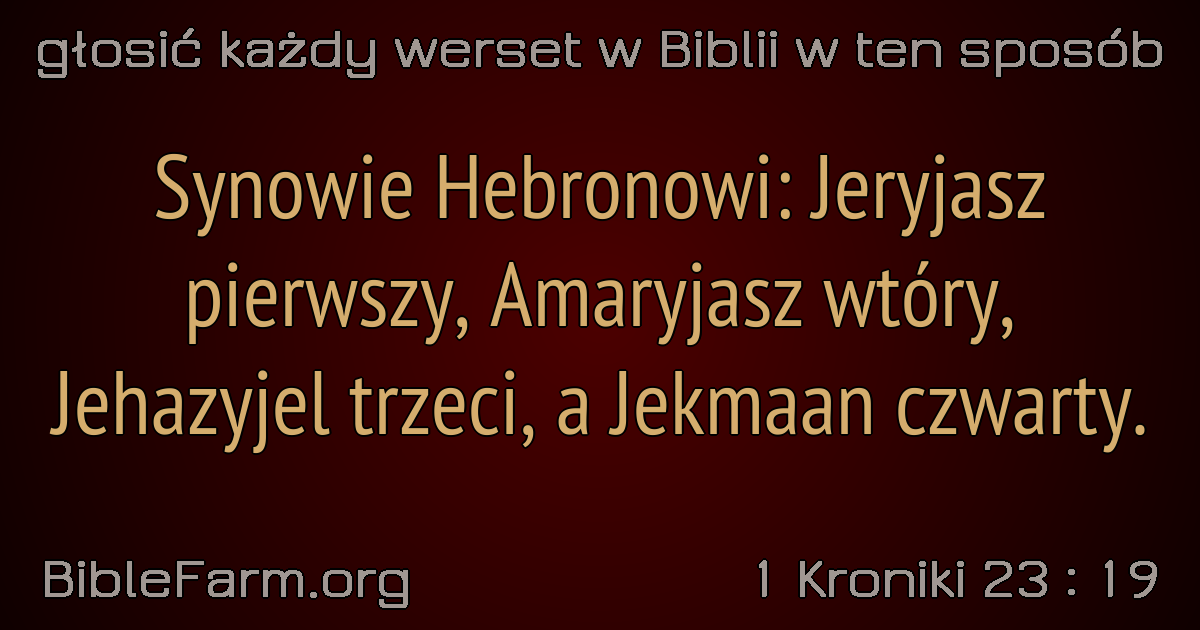 głosić każdy werset w Biblii w ten sposób
Synowie Hebronowi: Jeryjasz
pierwszy, Amaryjasz wtóry,
Jehazyjel trzeci, a Jekmaan czwarty.
BibleFarm.org
1 Kroniki 23 : 19